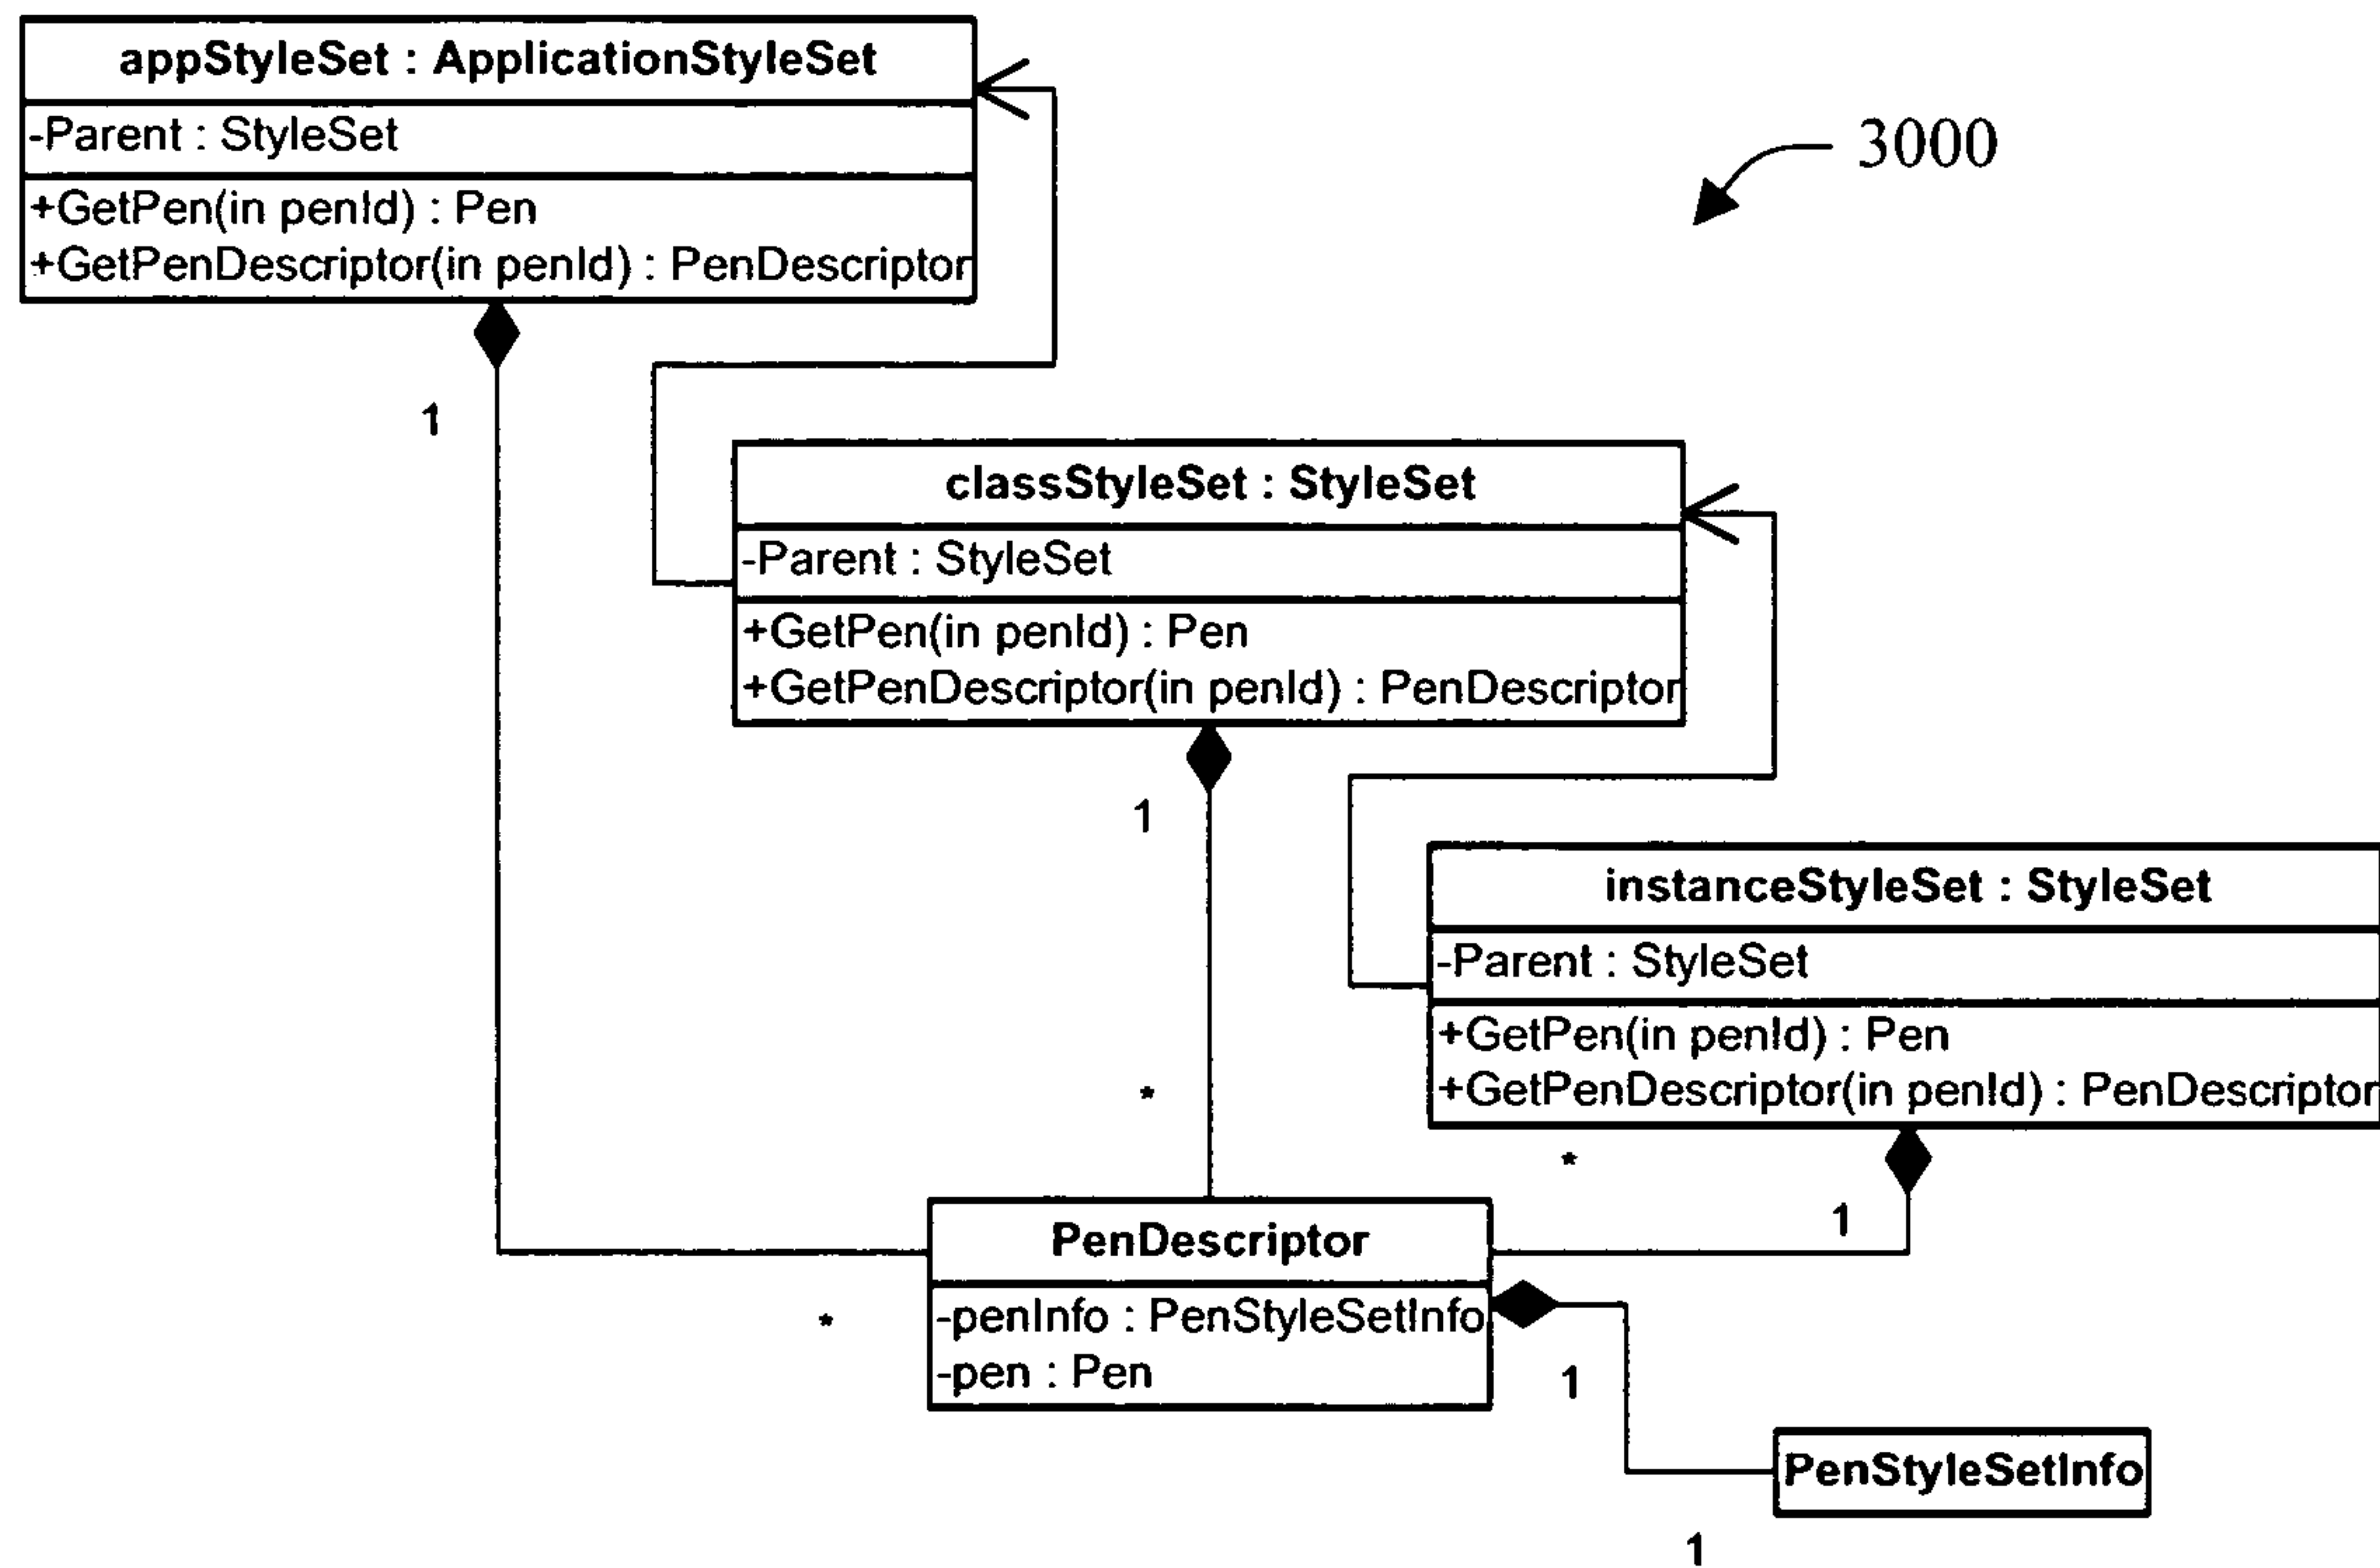 appStyleSet : ApplicationStyleSet
-Parent : StyleSet
+GetPen(in penId) : Pen
+GetPenDescriptor(in penId) : PenDescriptor
3000
1
classStyleSet : StyleSet
-Parent : StyleSet
+GetPen(in penId) : Pen
+GetPenDescriptor(in penId) : PenDescriptor
1
*
instanceStyleSet : StyleSet
-Parent : StyleSet
+GetPen(in penId) : Pen
+GetPenDescriptor(in penId) : PenDescriptor
*
1
PenDescriptor
-penInfo : PenStyleSetInfo
-pen : Pen
*
1
PenStyleSetInfo
1